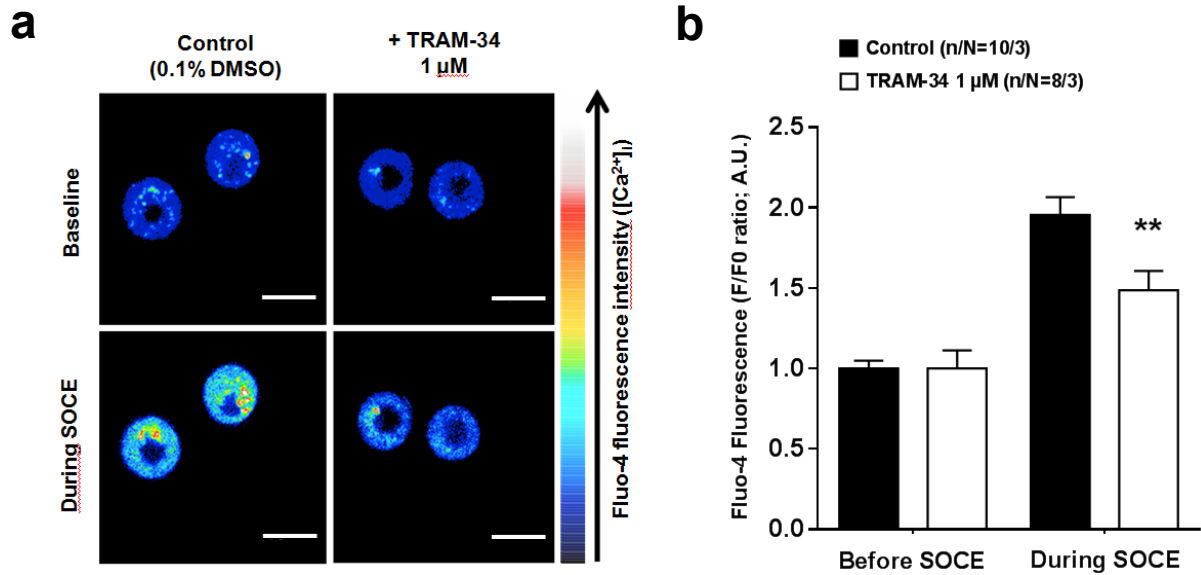 a
Control
(0.1% DMSO)
+ TRAM-34
1 µM
Baseline
During SOCE
Fluo-4 fluorescence intensity ([Ca²⁺]ᵢ)
b
Control (n/N=10/3)
TRAM-34 1 µM (n/N=8/3)
Fluo-4 Fluorescence (F/F0 ratio; A.U.)
2.5
2.0
1.5
1.0
0.5
0.0
**
Before SOCE
During SOCE